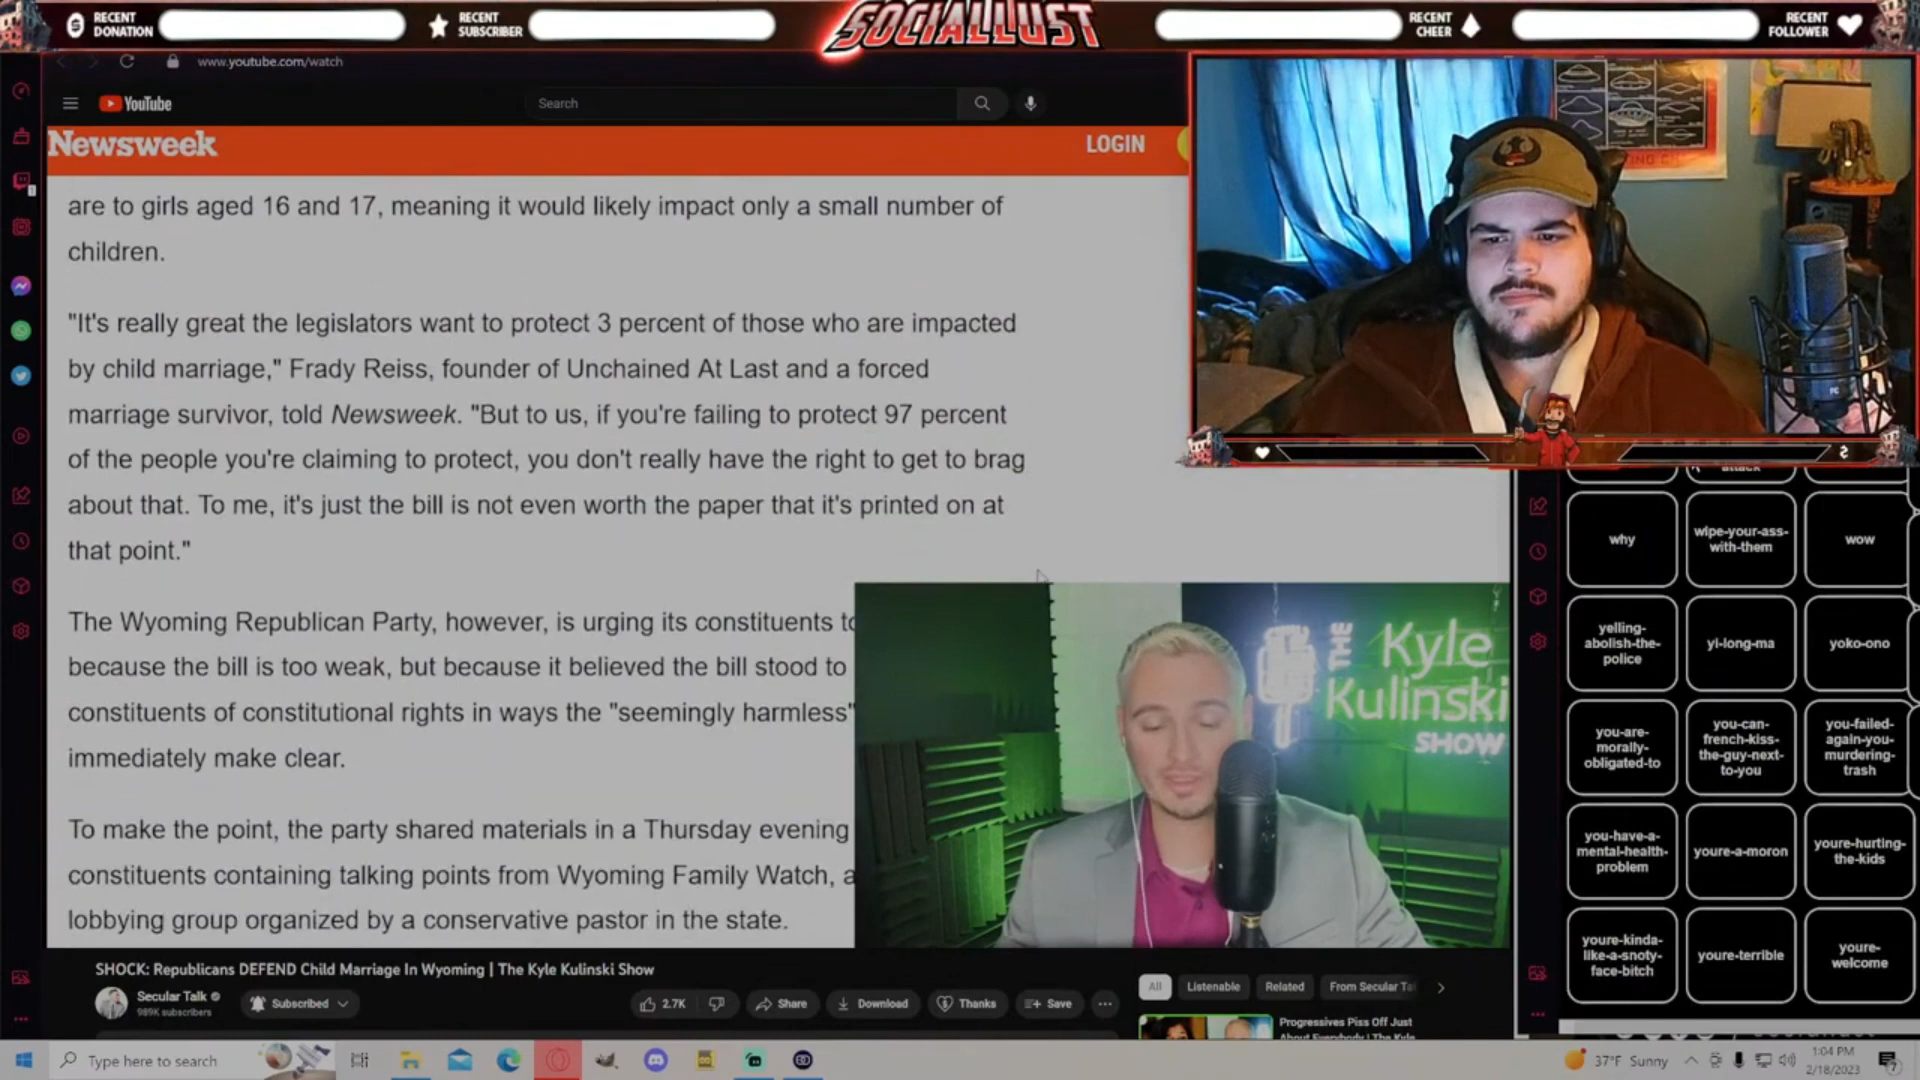 RECENT DONATION
RECENT SUBSCRIBER
SOCIALLUST
RECENT CHEER
RECENT FOLLOWER
www.youtube.com/watch
YouTube
Search
Newsweek
LOGIN
are to girls aged 16 and 17, meaning it would likely impact only a small number of
children.
"It's really great the legislators want to protect 3 percent of those who are impacted
by child marriage," Frady Reiss, founder of Unchained At Last and a forced
marriage survivor, told Newsweek. "But to us, if you're failing to protect 97 percent
of the people you're claiming to protect, you don't really have the right to get to brag
about that. To me, it's just the bill is not even worth the paper that it's printed on at
that point."
The Wyoming Republican Party, however, is urging its constituents to
because the bill is too weak, but because it believed the bill stood to
constituents of constitutional rights in ways the "seemingly harmless"
immediately make clear.
To make the point, the party shared materials in a Thursday evening
constituents containing talking points from Wyoming Family Watch, a
lobbying group organized by a conservative pastor in the state.
THE Kyle
Kulinski
SHOW
attack
why
wipe-your-ass-
with-them
wow
yelling-
abolish-the-
police
yi-long-ma
yoko-ono
you-are-
morally-
obligated-to
you-can-
french-kiss-
the-guy-next-
to-you
you-failed-
again-you-
murdering-
trash
you-have-a-
mental-health-
problem
youre-a-moron
youre-hurting-
the-kids
youre-kinda-
like-a-snoty-
face-bitch
youre-terrible
youre-
welcome
SHOCK: Republicans DEFEND Child Marriage In Wyoming | The Kyle Kulinski Show
Secular Talk
989K subscribers
Subscribed
2.7K
Share
Download
Thanks
Save
All
Listenable
Related
From Secular Ta
Progressives Piss Off Just
About Everybody | The Kyle
Type here to search
37°F Sunny
1:04 PM
2/18/2023